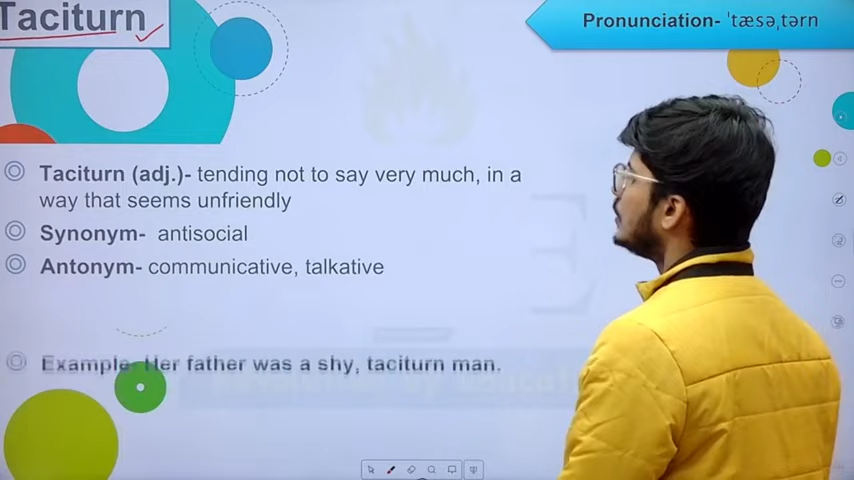 Taciturn
Pronunciation- ˈtæsəˌtərn
Taciturn (adj.)- tending not to say very much, in a
way that seems unfriendly
Synonym- antisocial
Antonym- communicative, talkative
Example- Her father was a shy, taciturn man.